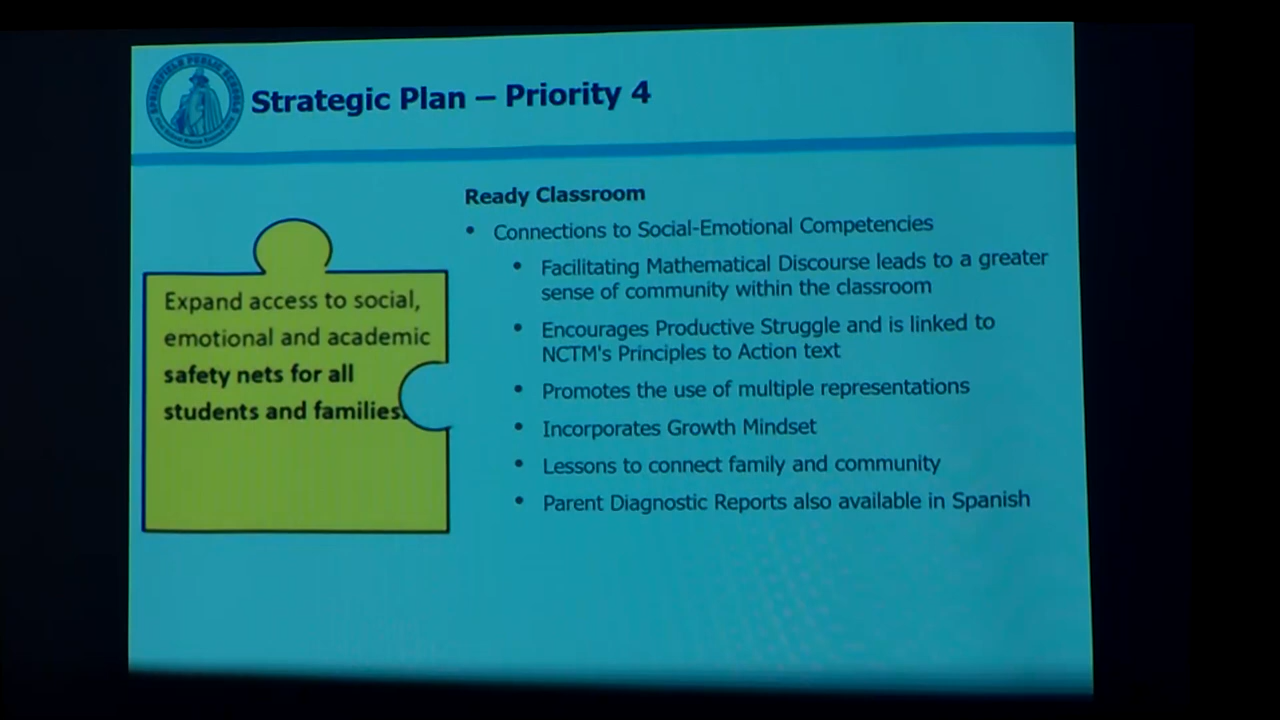 SPRINGFIELD PUBLIC SCHOOLS
Strategic Plan – Priority 4
Expand access to social,
emotional and academic
safety nets for all
students and families.
Ready Classroom
• Connections to Social-Emotional Competencies
• Facilitating Mathematical Discourse leads to a greater
sense of community within the classroom
• Encourages Productive Struggle and is linked to
NCTM's Principles to Action text
• Promotes the use of multiple representations
• Incorporates Growth Mindset
• Lessons to connect family and community
• Parent Diagnostic Reports also available in Spanish